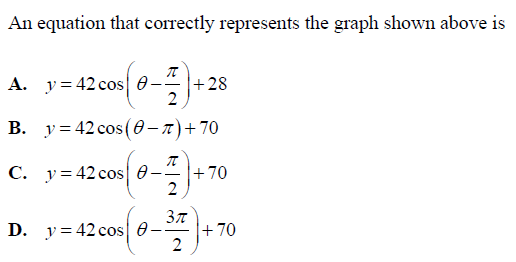 An equation that correctly represents the graph shown above is
A. y = 42 cos(θ − π/2) + 28
B. y = 42 cos(θ − π) + 70
C. y = 42 cos(θ − π/2) + 70
D. y = 42 cos(θ − 3π/2) + 70